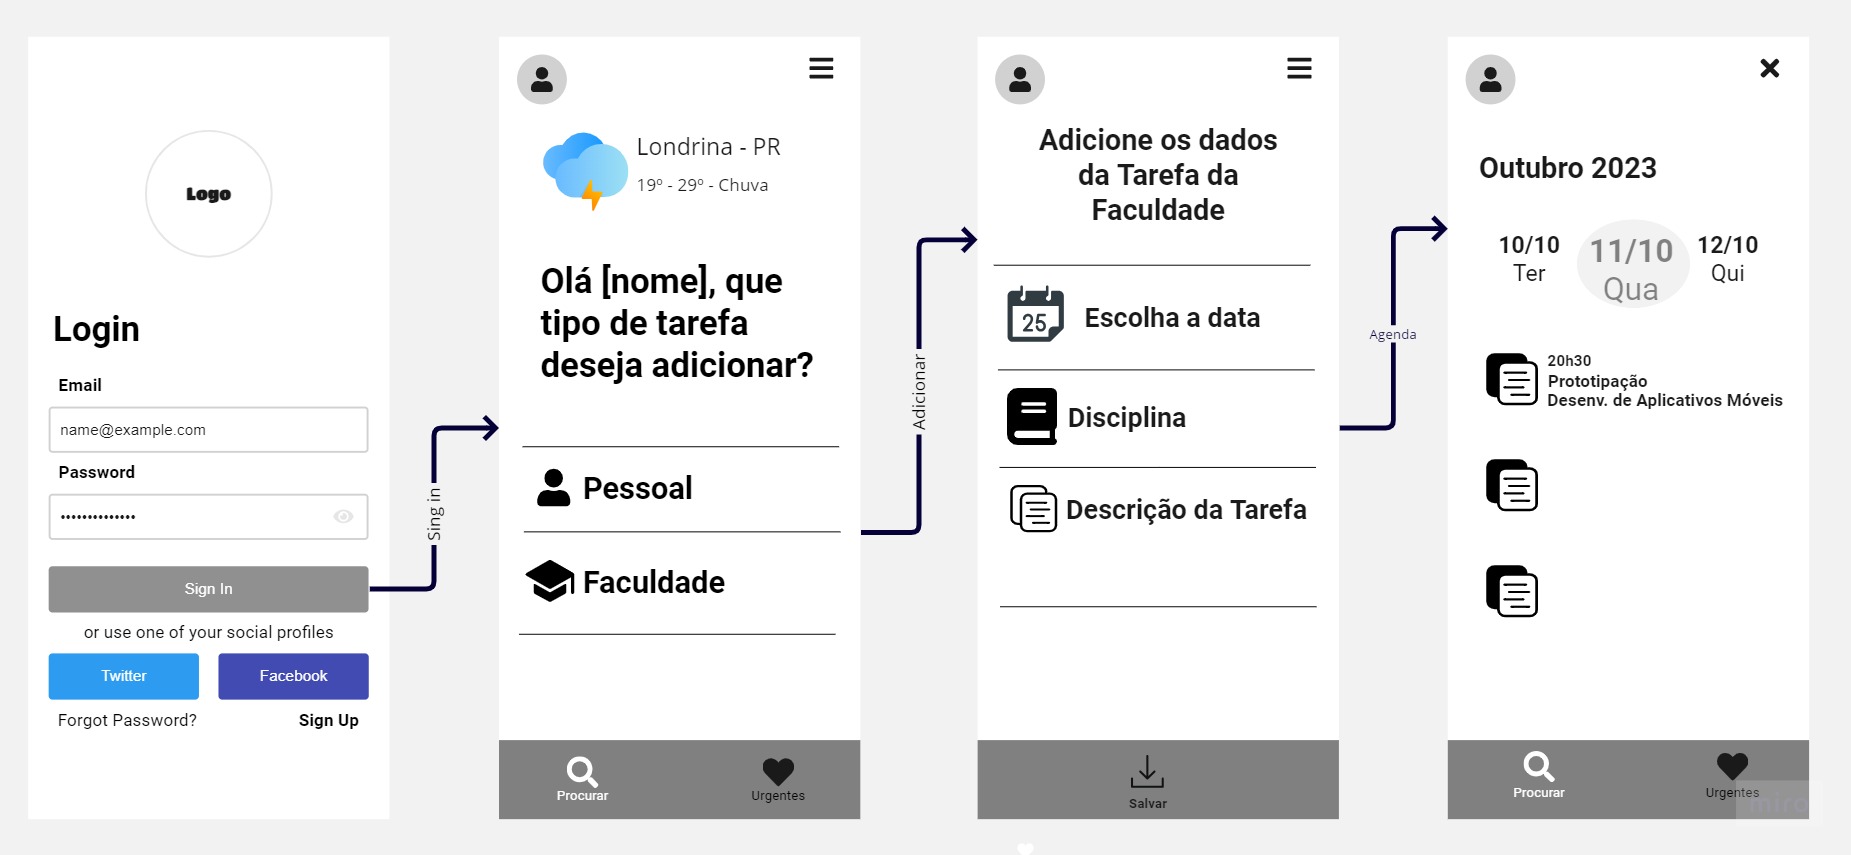 Logo
Login
Email
name@example.com
Password
Sign In
or use one of your social profiles
Twitter
Facebook
Forgot Password?
Sign Up
Sing in
Londrina - PR
19º - 29º - Chuva
Olá [nome], que
tipo de tarefa
deseja adicionar?
Pessoal
Faculdade
Procurar
Urgentes
Adicionar
Adicione os dados
da Tarefa da
Faculdade
25
Escolha a data
Disciplina
Descrição da Tarefa
Salvar
Agenda
Outubro 2023
10/10
Ter
11/10
Qua
12/10
Qui
20h30
Prototipação
Desenv. de Aplicativos Móveis
Procurar
Urgentes
miro